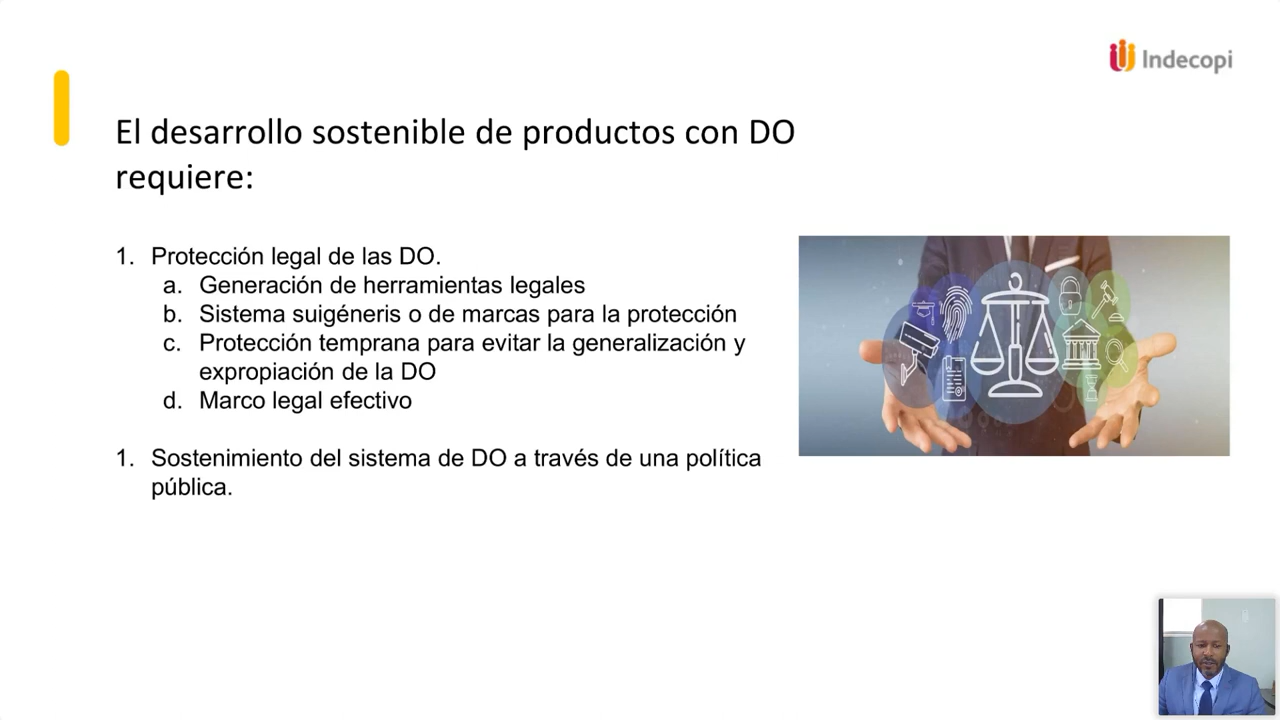 Indecopi
El desarrollo sostenible de productos con DO
requiere:
1. Protección legal de las DO.
a. Generación de herramientas legales
b. Sistema suigéneris o de marcas para la protección
c. Protección temprana para evitar la generalización y
expropiación de la DO
d. Marco legal efectivo
1. Sostenimiento del sistema de DO a través de una política
pública.